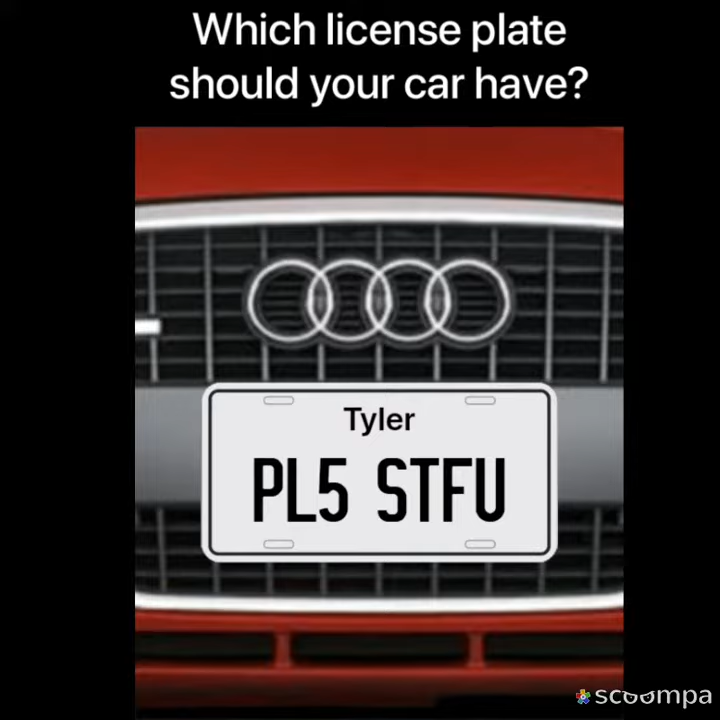 Which license plate
should your car have?
Tyler
PL5 STFU
scoompa